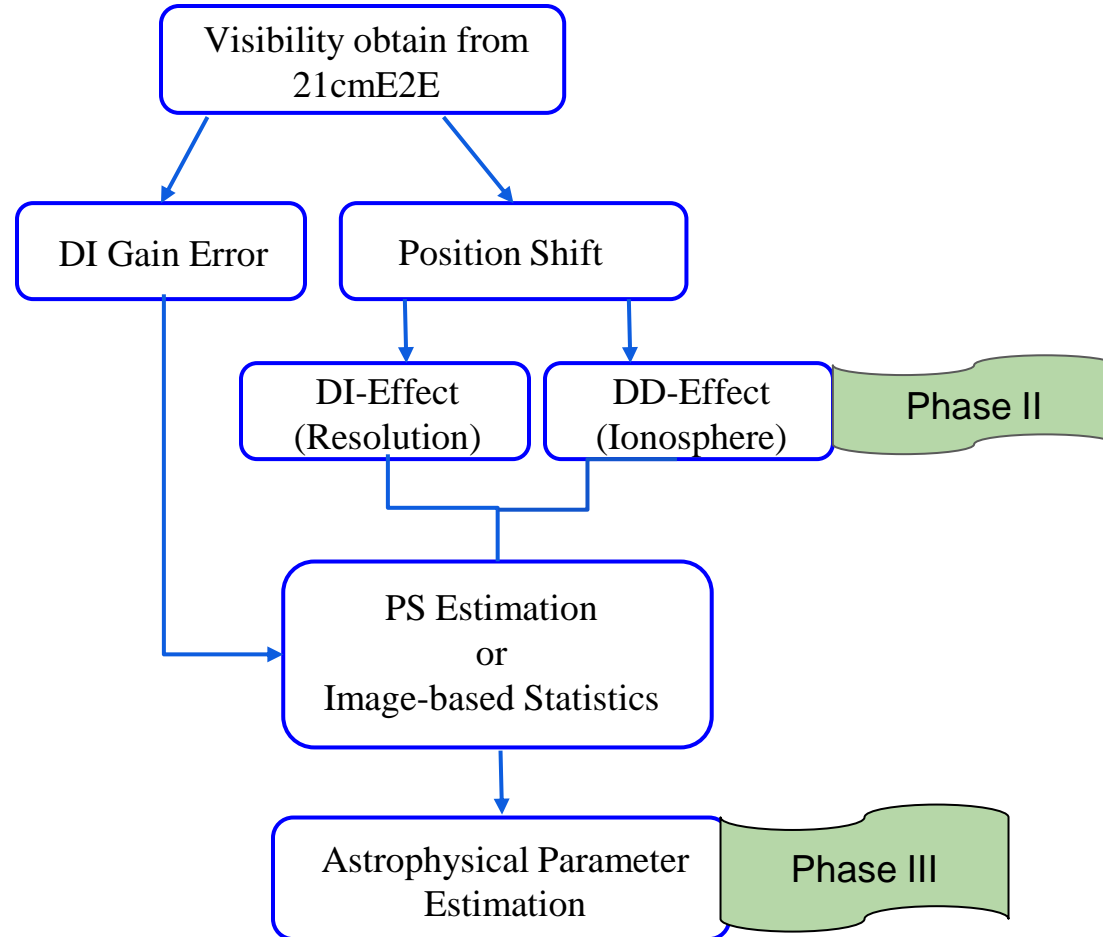 Visibility obtain from
21cmE2E
DI Gain Error
Position Shift
DI-Effect
(Resolution)
DD-Effect
(Ionosphere)
Phase II
PS Estimation
or
Image-based Statistics
Astrophysical Parameter
Estimation
Phase III